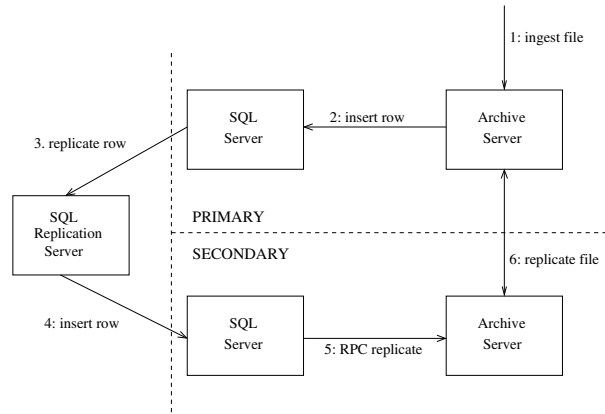 1: ingest file
SQL
Server
2: insert row
Archive
Server
3. replicate row
SQL
Replication
Server
PRIMARY
SECONDARY
6: replicate file
4: insert row
SQL
Server
5: RPC replicate
Archive
Server